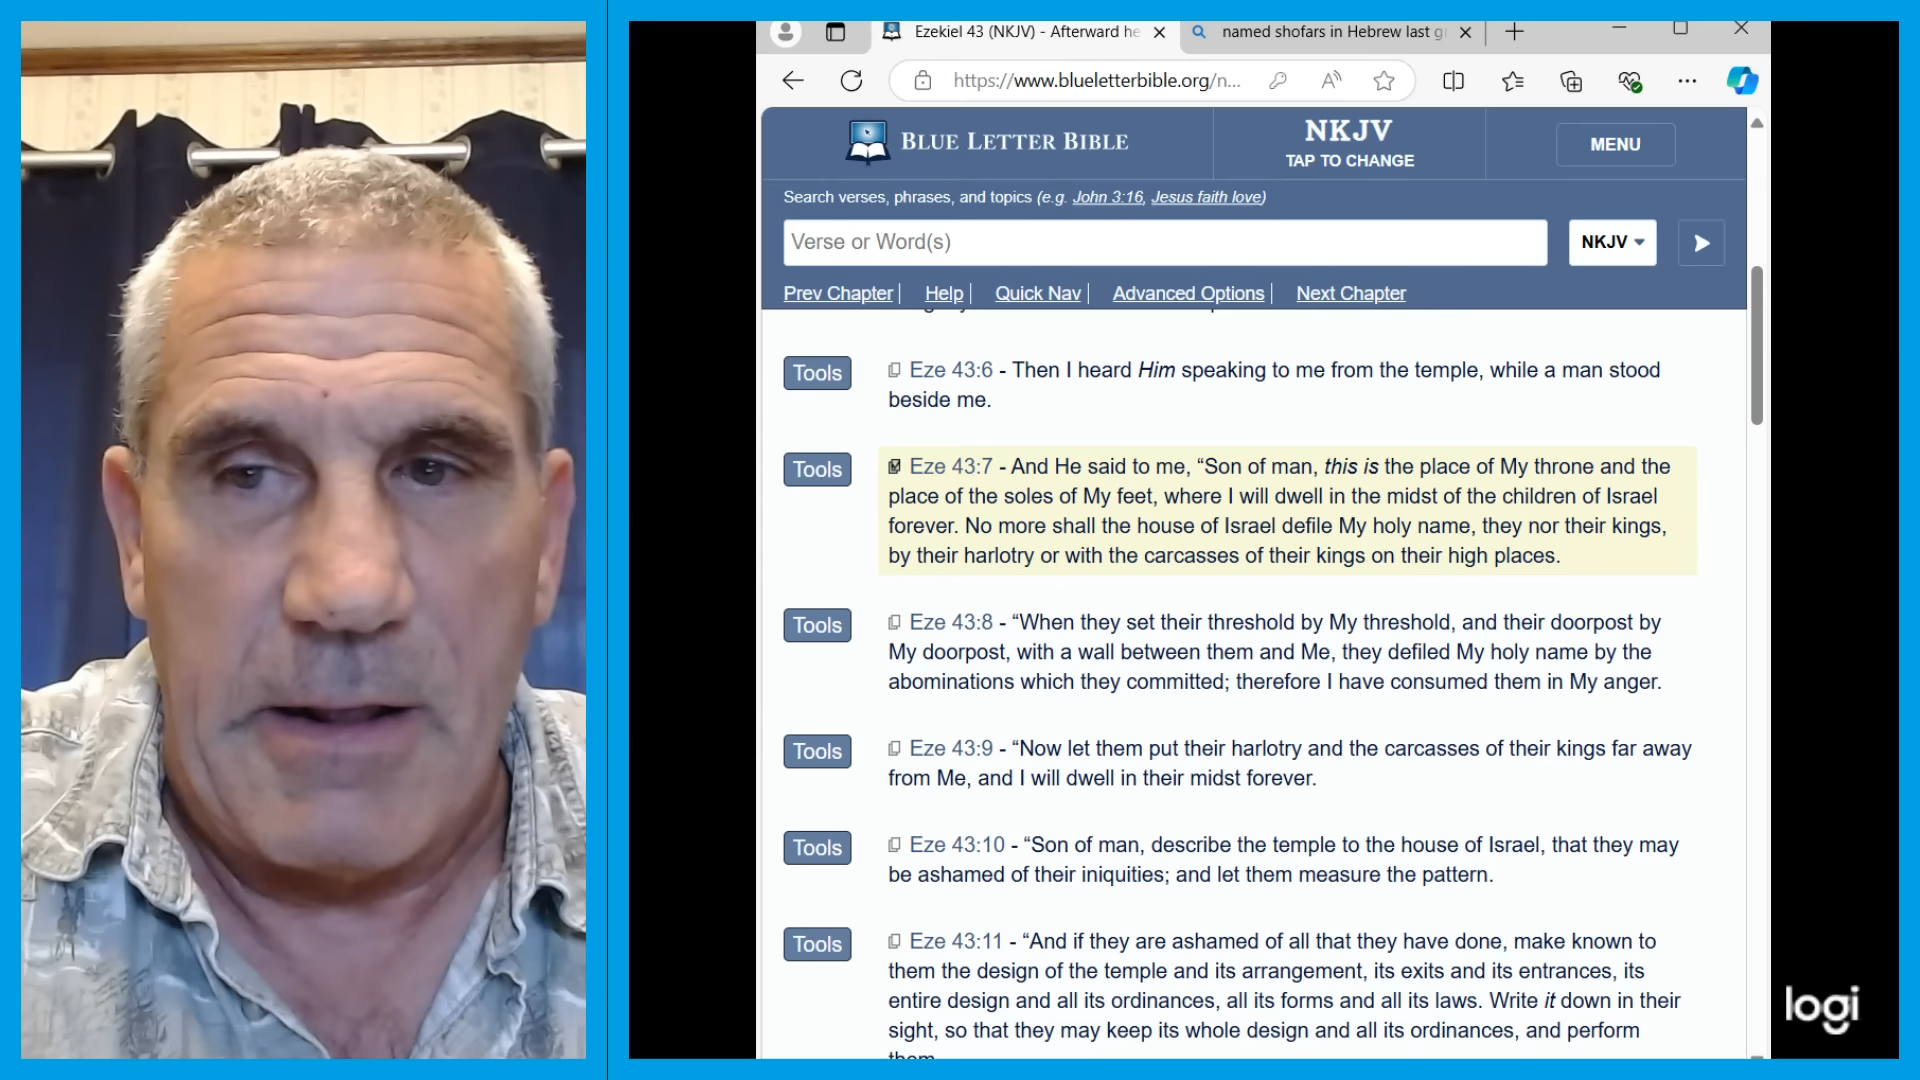 Ezekiel 43 (NKJV) - Afterward he
named shofars in Hebrew last g
https://www.blueletterbible.org/n...
BLUE LETTER BIBLE
NKJV
TAP TO CHANGE
MENU
Search verses, phrases, and topics (e.g. John 3:16, Jesus faith love)
Verse or Word(s)
NKJV
Prev Chapter
Help
Quick Nav
Advanced Options
Next Chapter
Tools
Eze 43:6 - Then I heard Him speaking to me from the temple, while a man stood
beside me.
Tools
Eze 43:7 - And He said to me, “Son of man, this is the place of My throne and the
place of the soles of My feet, where I will dwell in the midst of the children of Israel
forever. No more shall the house of Israel defile My holy name, they nor their kings,
by their harlotry or with the carcasses of their kings on their high places.
Tools
Eze 43:8 - “When they set their threshold by My threshold, and their doorpost by
My doorpost, with a wall between them and Me, they defiled My holy name by the
abominations which they committed; therefore I have consumed them in My anger.
Tools
Eze 43:9 - “Now let them put their harlotry and the carcasses of their kings far away
from Me, and I will dwell in their midst forever.
Tools
Eze 43:10 - “Son of man, describe the temple to the house of Israel, that they may
be ashamed of their iniquities; and let them measure the pattern.
Tools
Eze 43:11 - “And if they are ashamed of all that they have done, make known to
them the design of the temple and its arrangement, its exits and its entrances, its
entire design and all its ordinances, all its forms and all its laws. Write it down in their
sight, so that they may keep its whole design and all its ordinances, and perform
them
logi